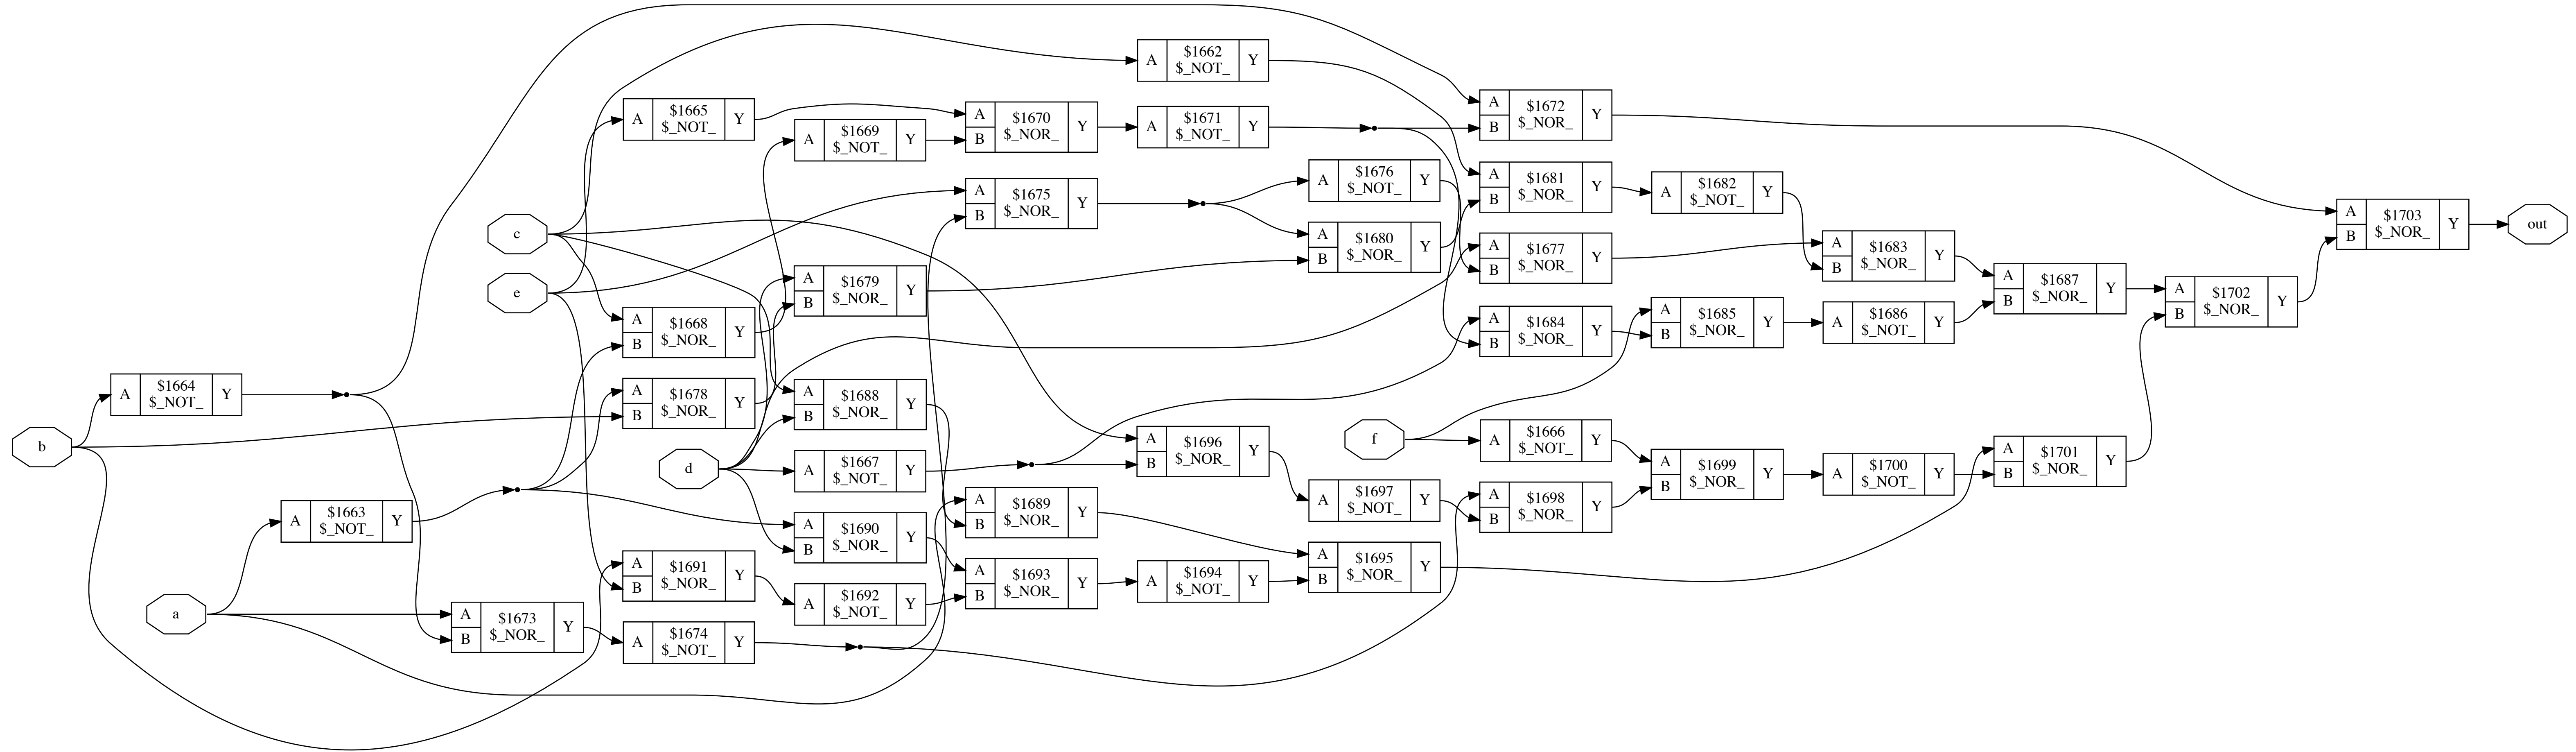 A
$1662
$_NOT_
Y
A
$1665
$_NOT_
Y
A
B
$1670
$_NOR_
Y
A
$1671
$_NOT_
Y
A
B
$1672
$_NOR_
Y
A
$1669
$_NOT_
Y
A
B
$1675
$_NOR_
Y
A
$1676
$_NOT_
Y
A
B
$1681
$_NOR_
Y
A
$1682
$_NOT_
Y
A
B
$1703
$_NOR_
Y
out
c
A
B
$1680
$_NOR_
Y
A
B
$1677
$_NOR_
Y
A
B
$1683
$_NOR_
Y
e
A
B
$1679
$_NOR_
Y
A
B
$1687
$_NOR_
Y
A
B
$1702
$_NOR_
Y
A
B
$1668
$_NOR_
Y
A
B
$1684
$_NOR_
Y
A
B
$1685
$_NOR_
Y
A
$1686
$_NOT_
Y
A
$1664
$_NOT_
Y
A
B
$1678
$_NOR_
Y
A
B
$1688
$_NOR_
Y
b
d
A
$1667
$_NOT_
Y
A
B
$1696
$_NOR_
Y
f
A
$1666
$_NOT_
Y
A
B
$1699
$_NOR_
Y
A
$1700
$_NOT_
Y
A
B
$1701
$_NOR_
Y
A
$1663
$_NOT_
Y
A
B
$1690
$_NOR_
Y
A
B
$1689
$_NOR_
Y
A
$1697
$_NOT_
Y
A
B
$1698
$_NOR_
Y
a
A
B
$1673
$_NOR_
Y
A
B
$1691
$_NOR_
Y
A
$1692
$_NOT_
Y
A
B
$1693
$_NOR_
Y
A
$1694
$_NOT_
Y
A
B
$1695
$_NOR_
Y
A
$1674
$_NOT_
Y